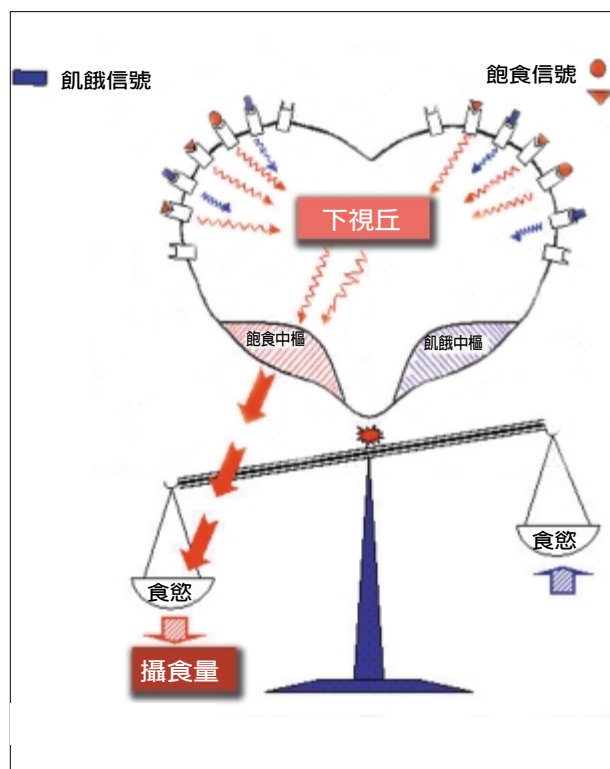 飢餓信號
飽食信號
下視丘
飽食中樞
飢餓中樞
食慾
食慾
攝食量